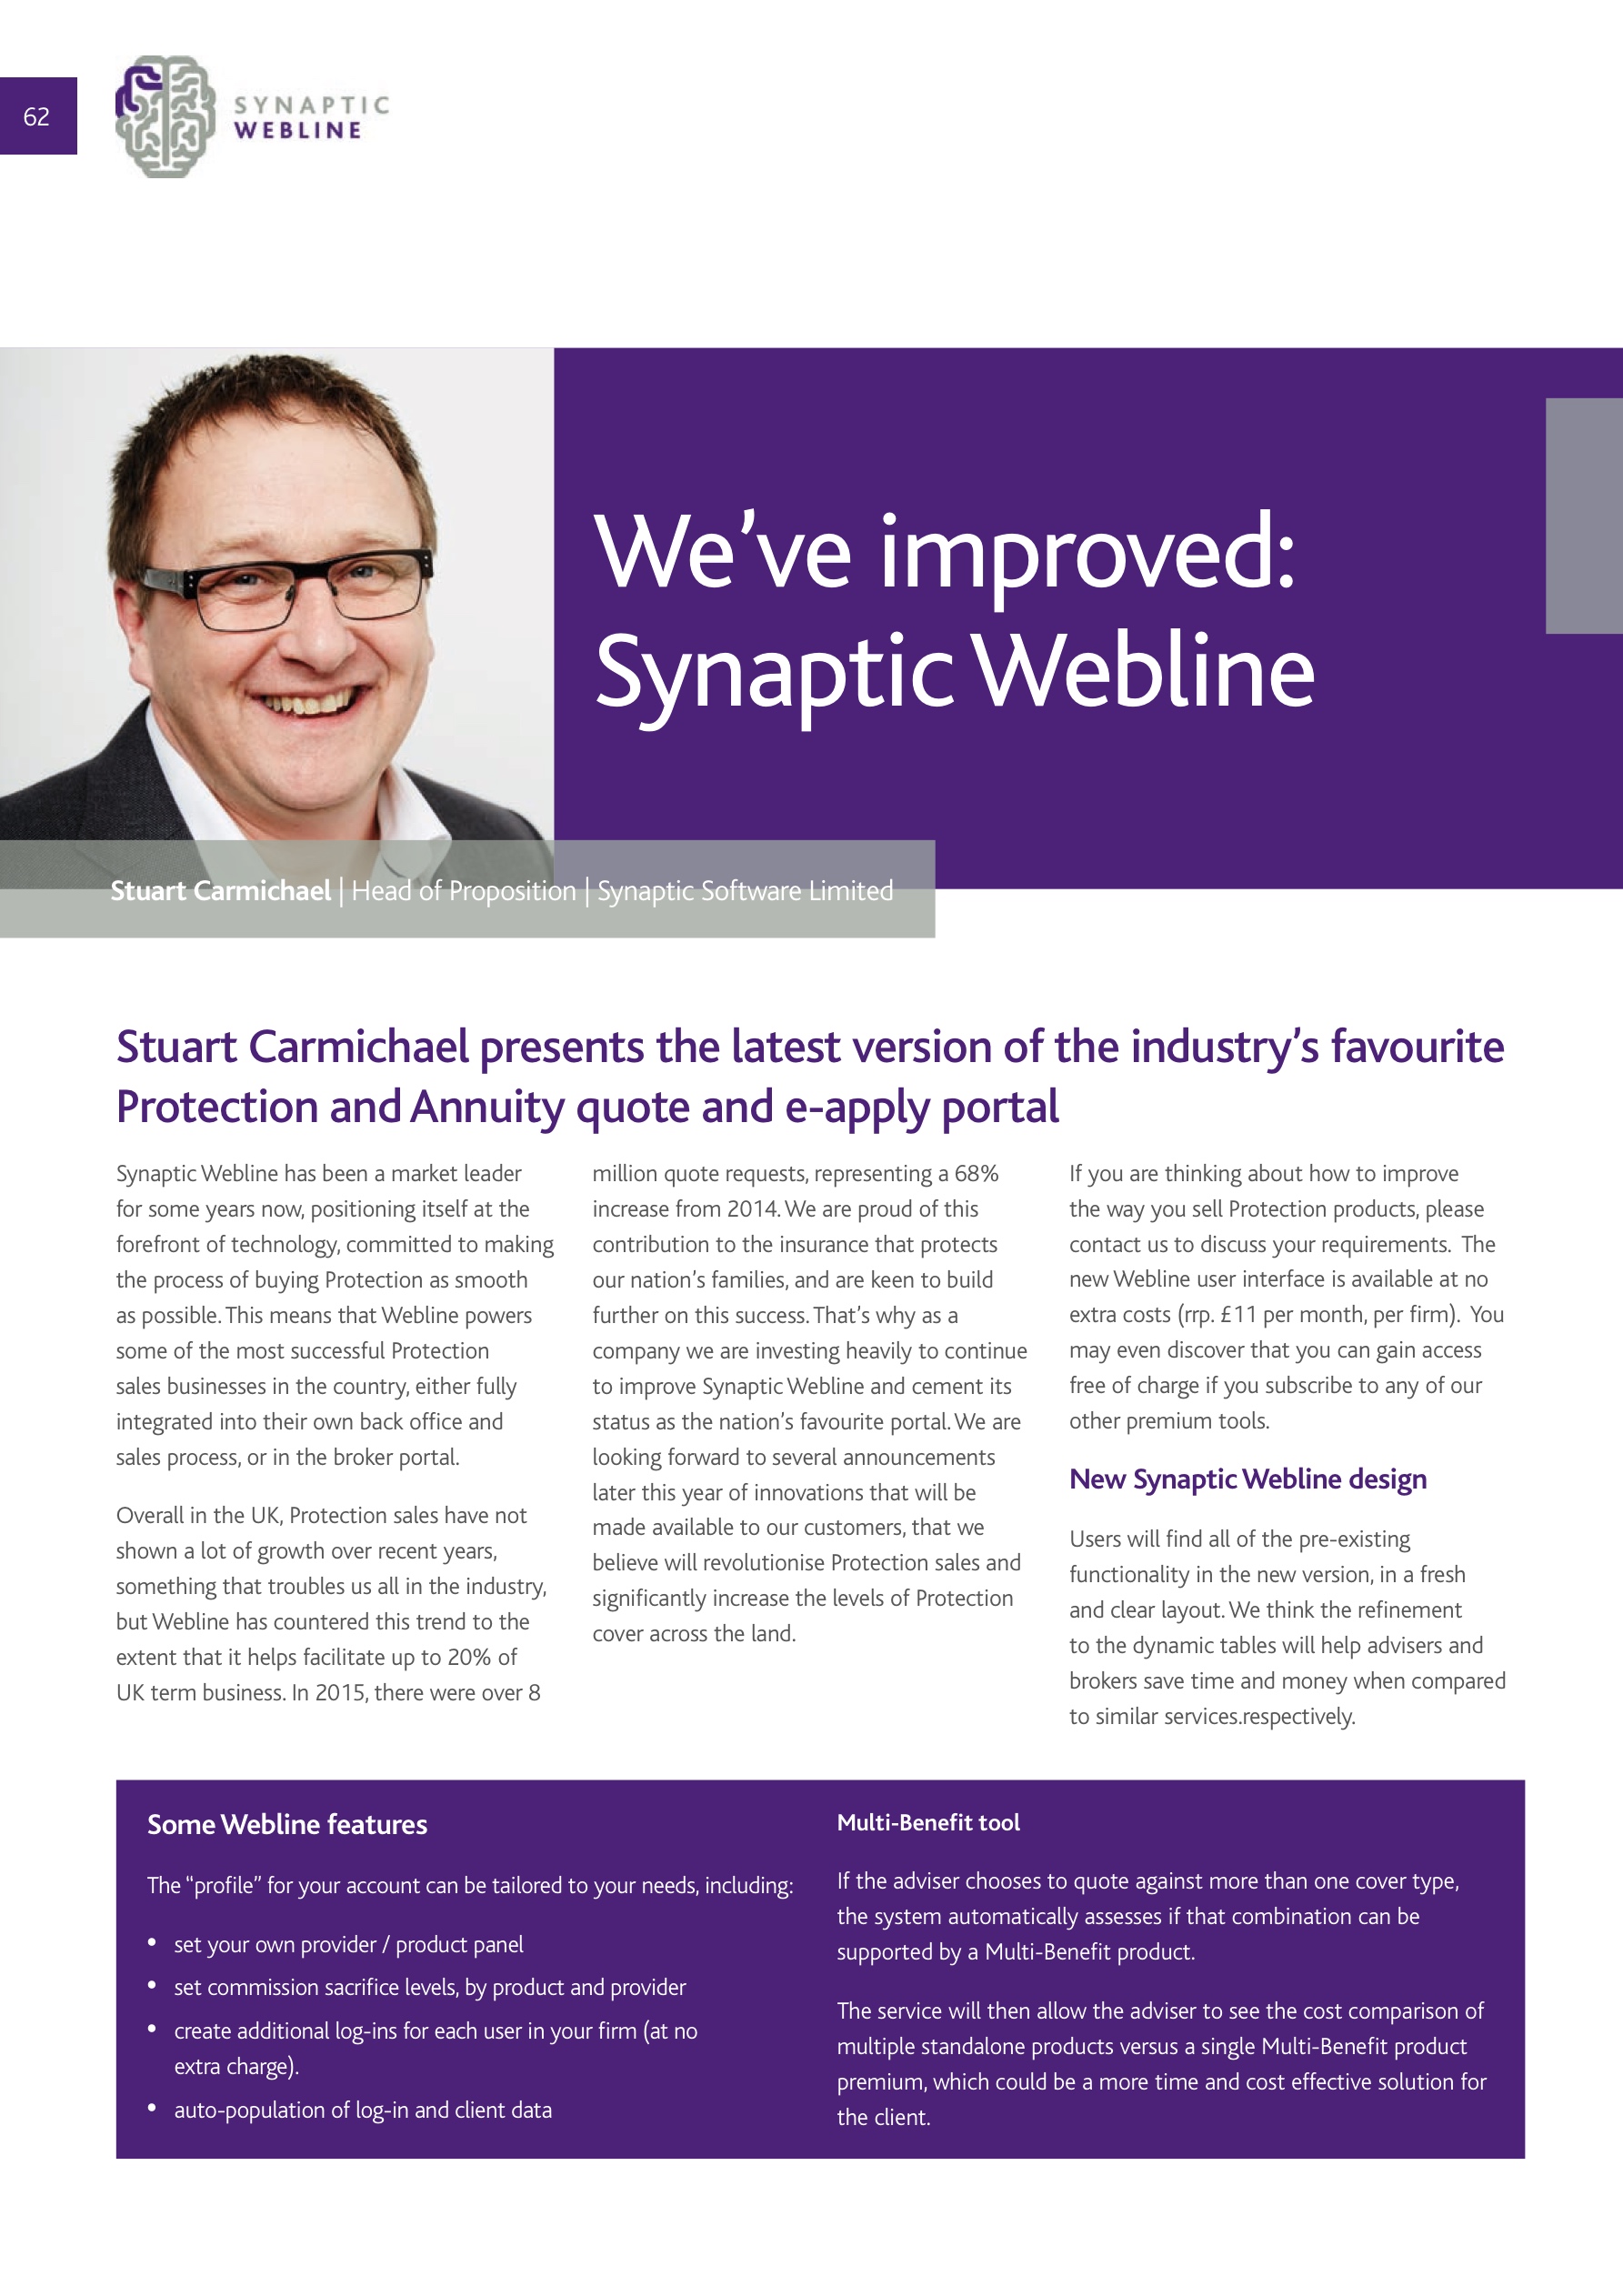 62
SYNAPTIC
WEBLINE
We’ve improved:
Synaptic Webline
Stuart Carmichael | Head of Proposition | Synaptic Software Limited
Stuart Carmichael presents the latest version of the industry’s favourite
Protection and Annuity quote and e-apply portal
Synaptic Webline has been a market leader
for some years now, positioning itself at the
forefront of technology, committed to making
the process of buying Protection as smooth
as possible. This means that Webline powers
some of the most successful Protection
sales businesses in the country, either fully
integrated into their own back office and
sales process, or in the broker portal.
Overall in the UK, Protection sales have not
shown a lot of growth over recent years,
something that troubles us all in the industry,
but Webline has countered this trend to the
extent that it helps facilitate up to 20% of
UK term business. In 2015, there were over 8
million quote requests, representing a 68%
increase from 2014. We are proud of this
contribution to the insurance that protects
our nation’s families, and are keen to build
further on this success. That’s why as a
company we are investing heavily to continue
to improve Synaptic Webline and cement its
status as the nation’s favourite portal. We are
looking forward to several announcements
later this year of innovations that will be
made available to our customers, that we
believe will revolutionise Protection sales and
significantly increase the levels of Protection
cover across the land.
If you are thinking about how to improve
the way you sell Protection products, please
contact us to discuss your requirements. The
new Webline user interface is available at no
extra costs (rrp. £11 per month, per firm). You
may even discover that you can gain access
free of charge if you subscribe to any of our
other premium tools.
New Synaptic Webline design
Users will find all of the pre-existing
functionality in the new version, in a fresh
and clear layout. We think the refinement
to the dynamic tables will help advisers and
brokers save time and money when compared
to similar services.respectively.
Some Webline features
The “profile” for your account can be tailored to your needs, including:
• set your own provider / product panel
• set commission sacrifice levels, by product and provider
• create additional log-ins for each user in your firm (at no
extra charge).
• auto-population of log-in and client data
Multi-Benefit tool
If the adviser chooses to quote against more than one cover type,
the system automatically assesses if that combination can be
supported by a Multi-Benefit product.
The service will then allow the adviser to see the cost comparison of
multiple standalone products versus a single Multi-Benefit product
premium, which could be a more time and cost effective solution for
the client.